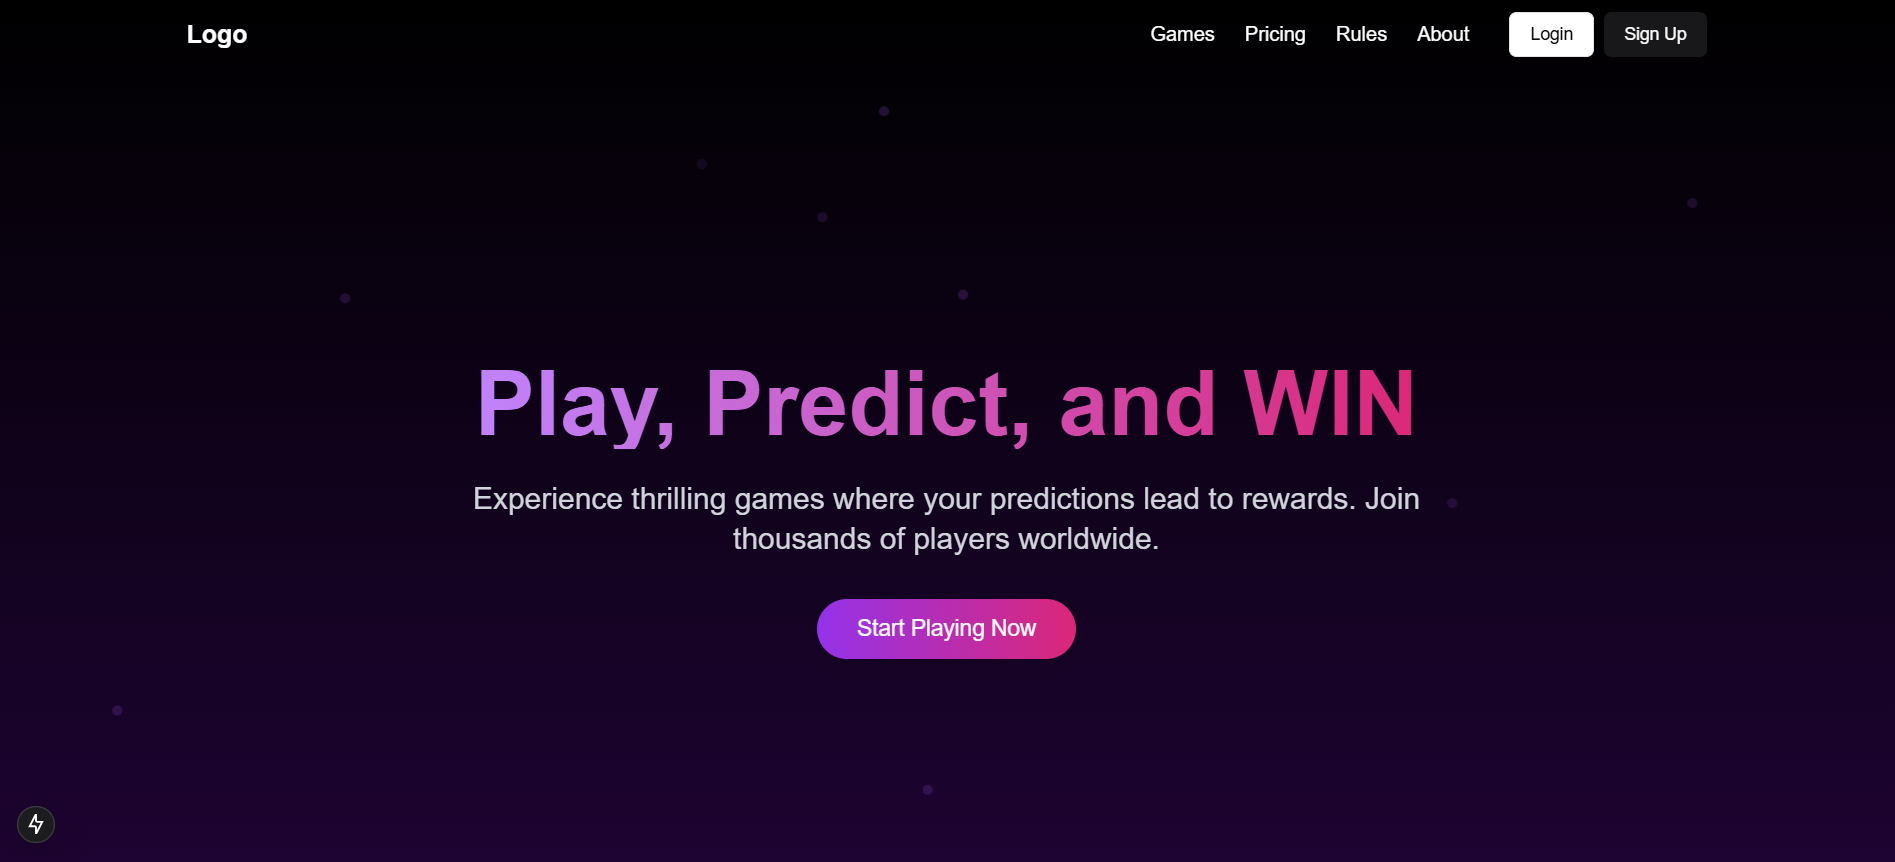 Logo
Games
Pricing
Rules
About
Login
Sign Up
Play, Predict, and WIN
Experience thrilling games where your predictions lead to rewards. Join
thousands of players worldwide.
Start Playing Now